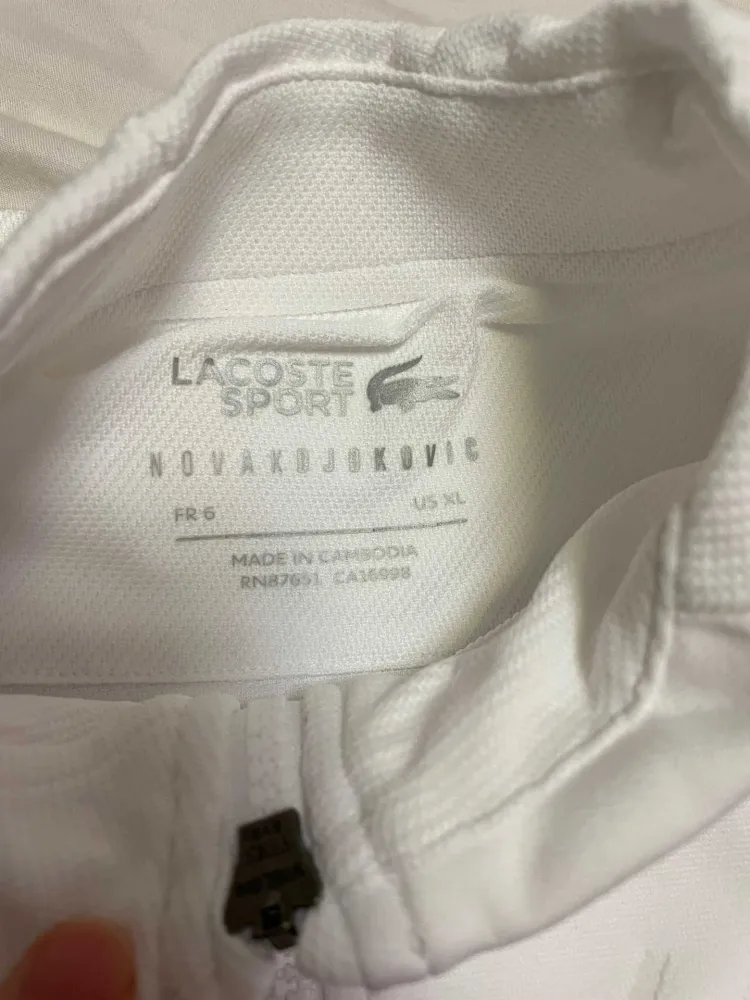 LACOSTE
SPORT
NOVAKDJOKOVIC
FR 6 US XL
MADE IN CAMBODIA
RN87651 CA16998